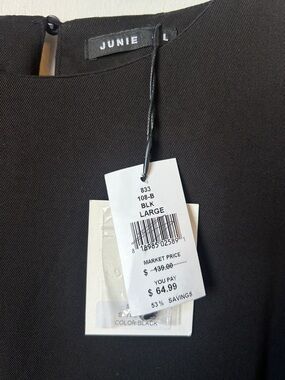 JUNIE
L
833
108-B
BLK
LARGE
MARKET PRICE
$ 139.00
YOU PAY
$ 64.99
53% SAVINGS
COLOR:BLACK